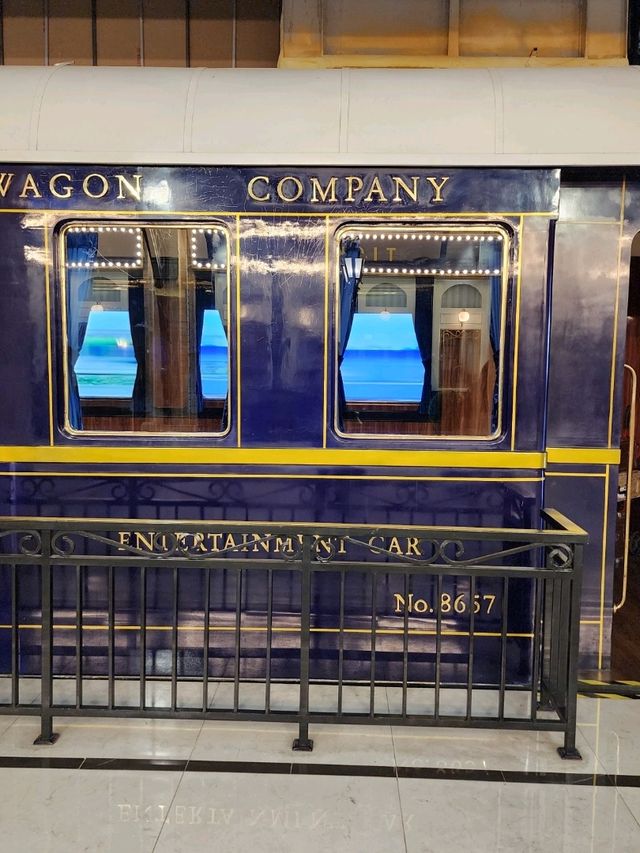 WAGON COMPANY
ENTERTAINMENT CAR
No. 8657